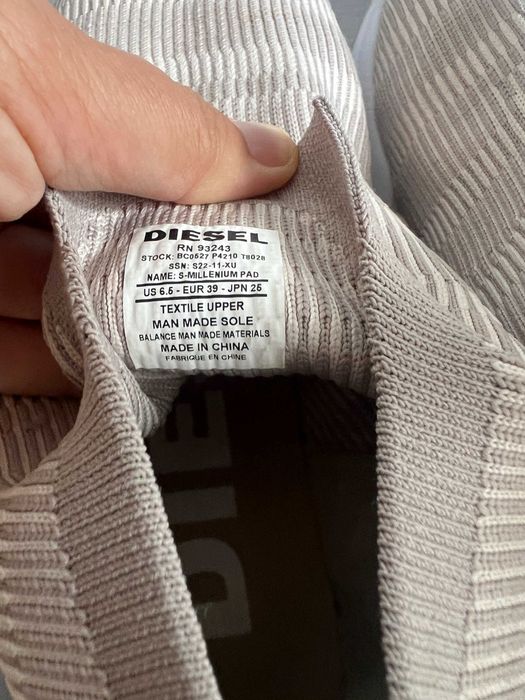 DIESEL
RN 93243
STOCK: BC0527 P4210 T8028
SSN: S22-11-XU
NAME: S-MILLENIUM PAD
US 6.5 - EUR 39 - JPN 25
TEXTILE UPPER
MAN MADE SOLE
BALANCE MAN MADE MATERIALS
MADE IN CHINA
FABRIQUE EN CHINE
DIE